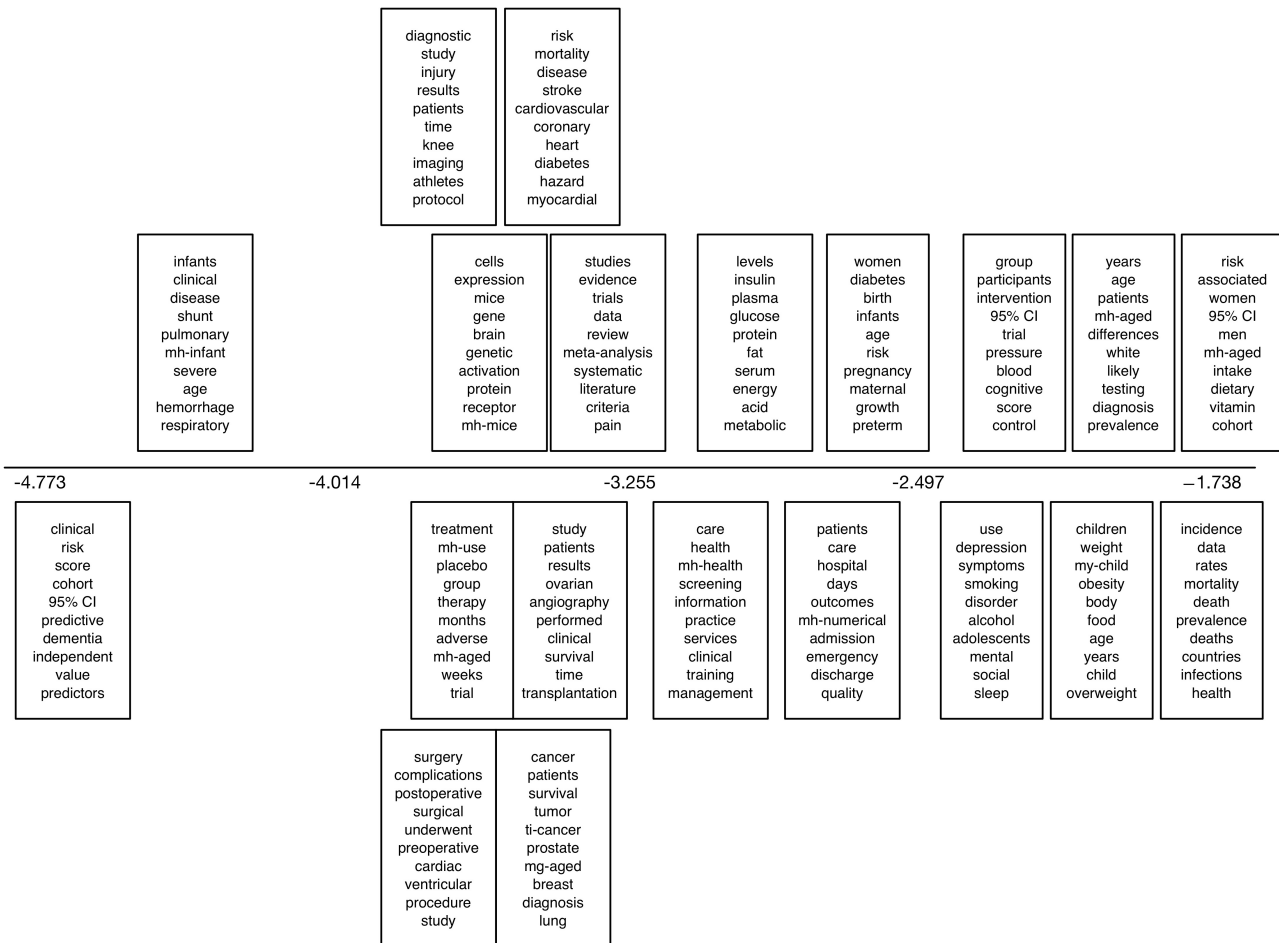 diagnostic
study
injury
results
patients
time
knee
imaging
athletes
protocol
risk
mortality
disease
stroke
cardiovascular
coronary
heart
diabetes
hazard
myocardial
infants
clinical
disease
shunt
pulmonary
mh-infant
severe
age
hemorrhage
respiratory
cells
expression
mice
gene
brain
genetic
activation
protein
receptor
mh-mice
studies
evidence
trials
data
review
meta-analysis
systematic
literature
criteria
pain
levels
insulin
plasma
glucose
protein
fat
serum
energy
acid
metabolic
women
diabetes
birth
infants
age
risk
pregnancy
maternal
growth
preterm
group
participants
intervention
95% CI
trial
pressure
blood
cognitive
score
control
years
age
patients
mh-aged
differences
white
likely
testing
diagnosis
prevalence
risk
associated
women
95% CI
men
mh-aged
intake
dietary
vitamin
cohort
-4.773
-4.014
-3.255
-2.497
−1.738
clinical
risk
score
cohort
95% CI
predictive
dementia
independent
value
predictors
treatment
mh-use
placebo
group
therapy
months
adverse
mh-aged
weeks
trial
study
patients
results
ovarian
angiography
performed
clinical
survival
time
transplantation
care
health
mh-health
screening
information
practice
services
clinical
training
management
patients
care
hospital
days
outcomes
mh-numerical
admission
emergency
discharge
quality
use
depression
symptoms
smoking
disorder
alcohol
adolescents
mental
social
sleep
children
weight
my-child
obesity
body
food
age
years
child
overweight
incidence
data
rates
mortality
death
prevalence
deaths
countries
infections
health
surgery
complications
postoperative
surgical
underwent
preoperative
cardiac
ventricular
procedure
study
cancer
patients
survival
tumor
ti-cancer
prostate
mg-aged
breast
diagnosis
lung